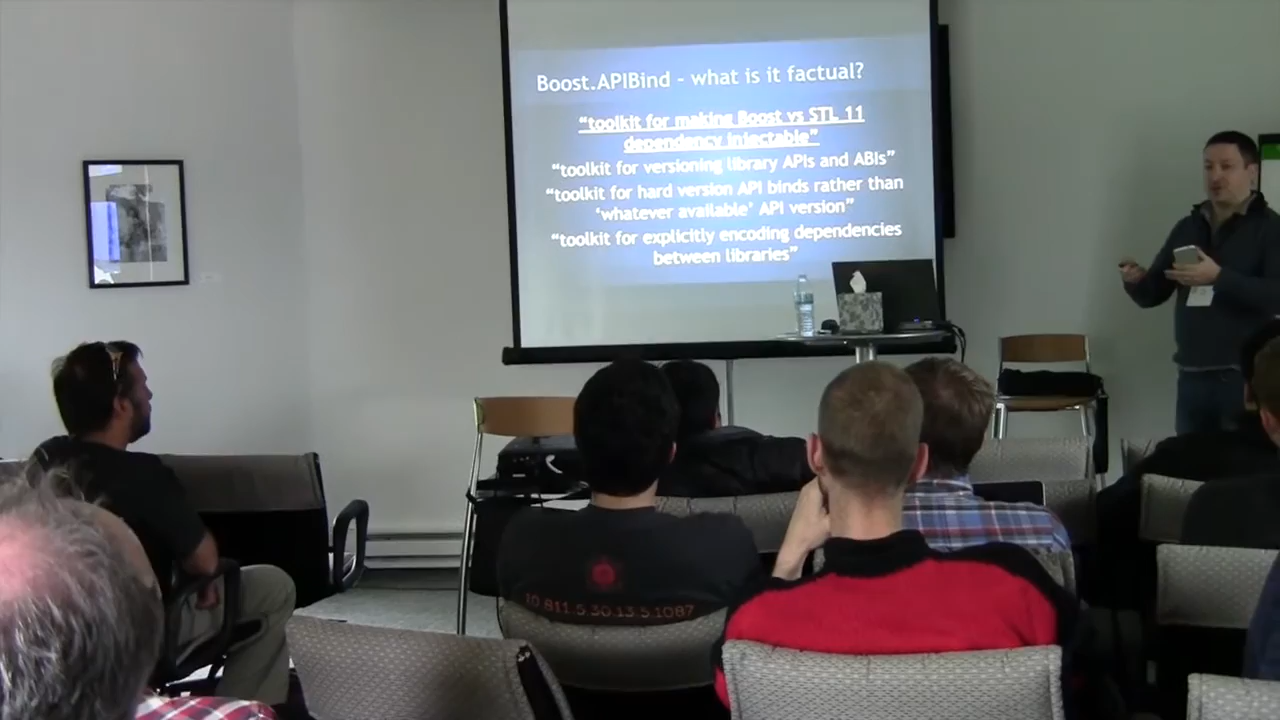 Boost.APIBind - what is it factual?
“toolkit for making Boost vs STL 11
dependency injectable”
“toolkit for versioning library APIs and ABIs”
“toolkit for hard version API binds rather than
‘whatever available’ API version”
“toolkit for explicitly encoding dependencies
between libraries”
10.811.5.30.13.5.1087